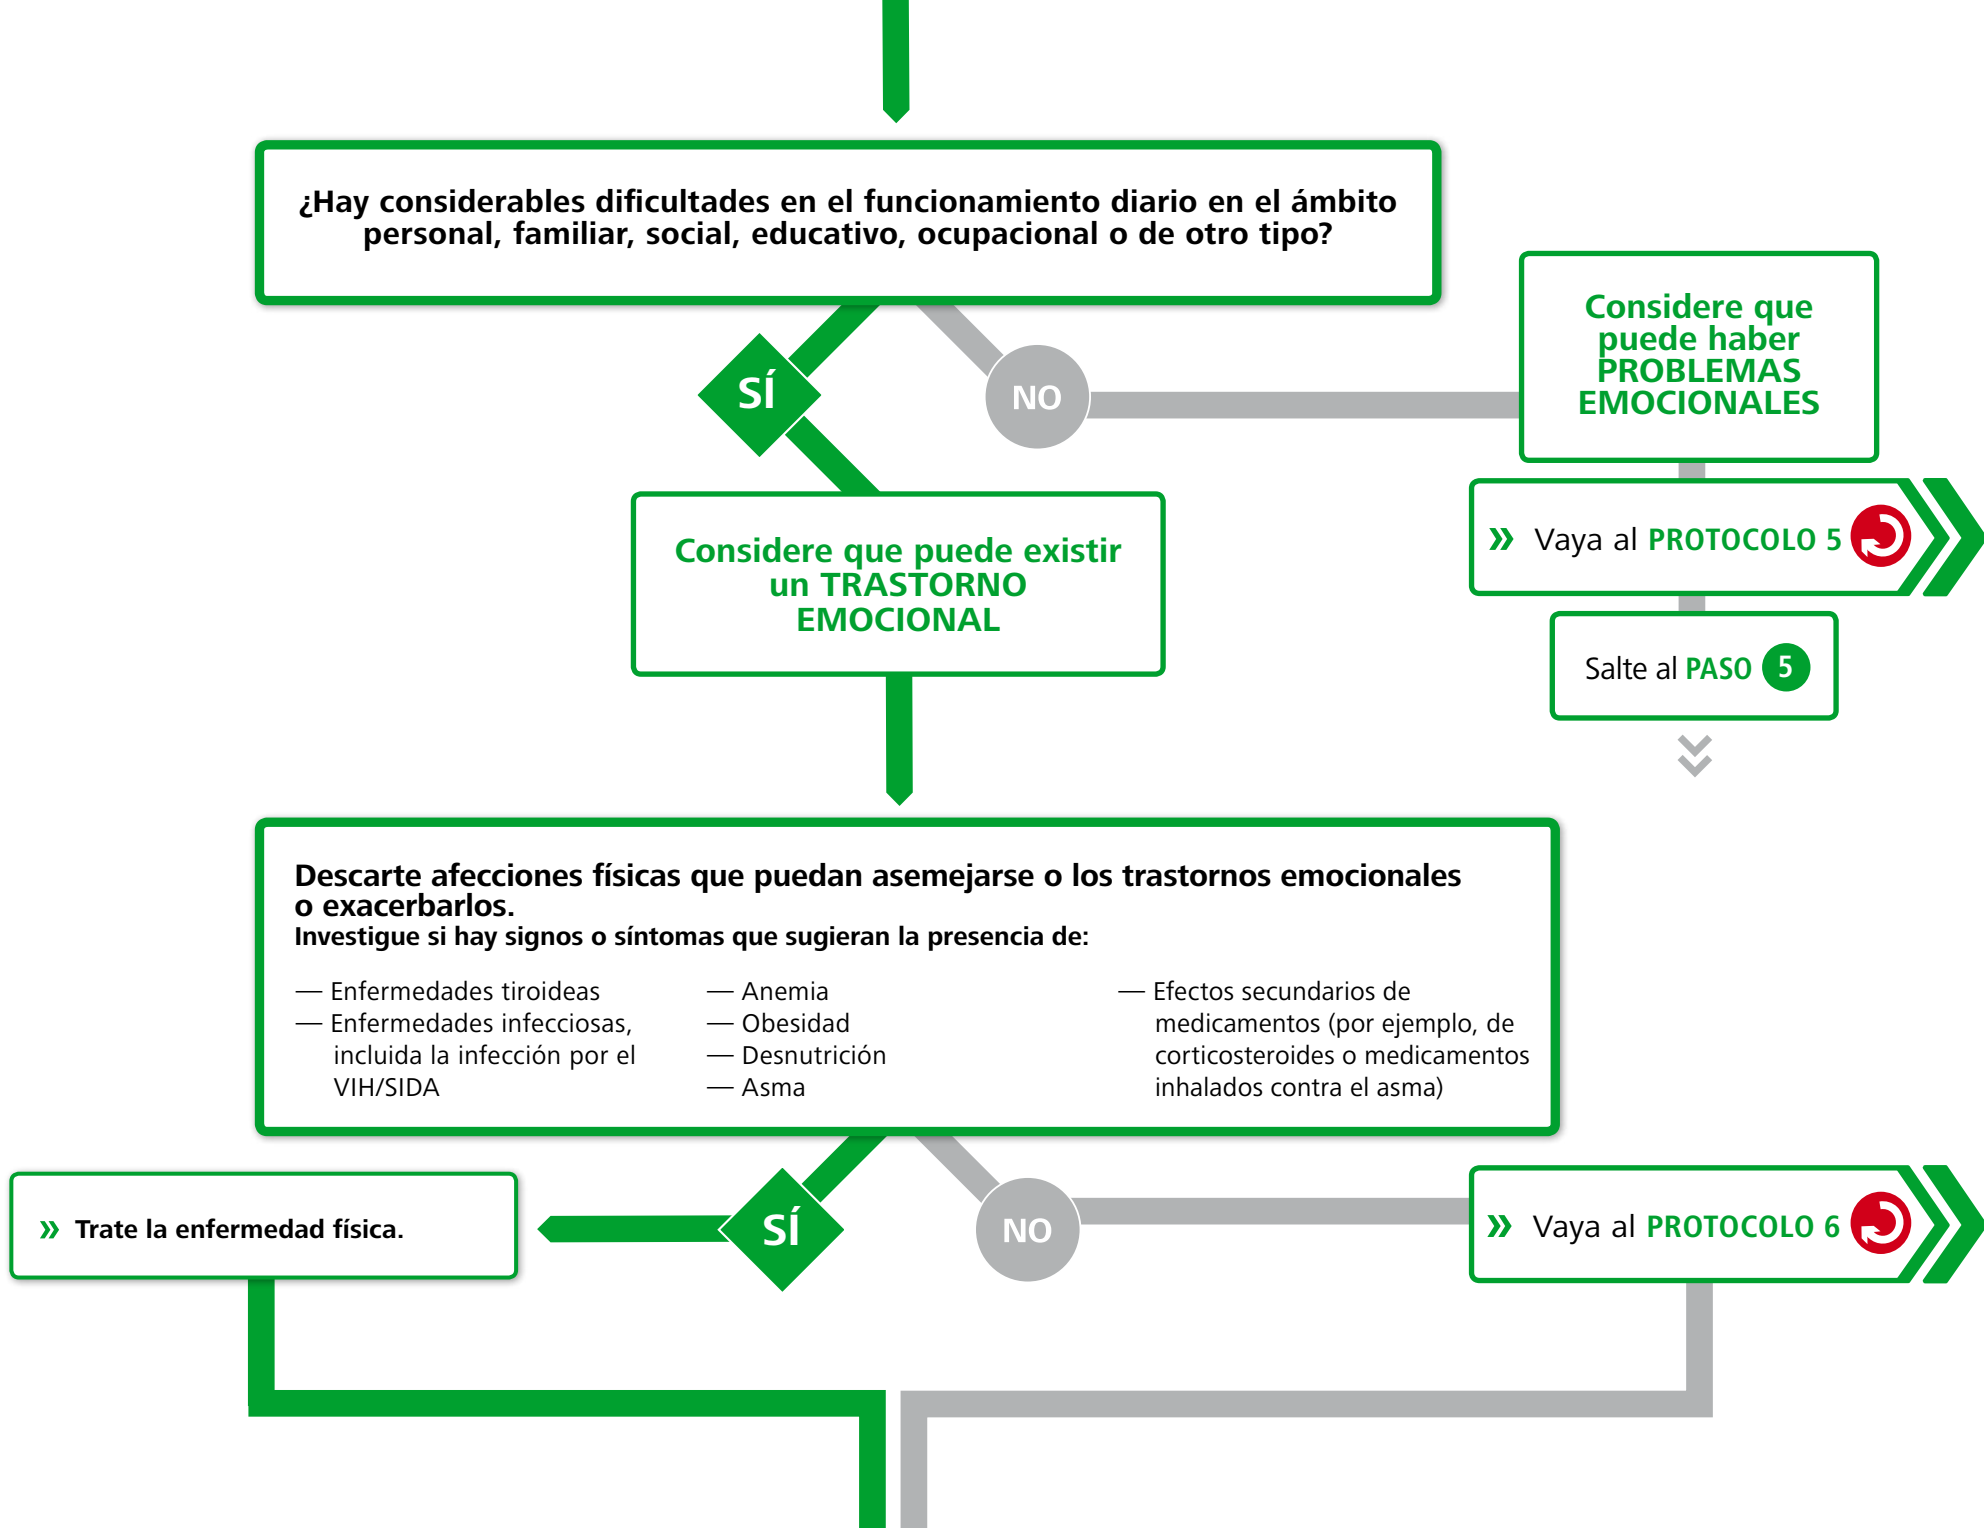 ¿Hay considerables dificultades en el funcionamiento diario en el ámbito
personal, familiar, social, educativo, ocupacional o de otro tipo?
SÍ
NO
Considere que
puede haber
PROBLEMAS
EMOCIONALES
» Vaya al PROTOCOLO 5
Salte al PASO 5
Considere que puede existir
un TRASTORNO
EMOCIONAL
Descarte afecciones físicas que puedan asemejarse o los trastornos emocionales
o exacerbarlos.
Investigue si hay signos o síntomas que sugieran la presencia de:
— Enfermedades tiroideas
— Enfermedades infecciosas,
incluida la infección por el
VIH/SIDA
— Anemia
— Obesidad
— Desnutrición
— Asma
— Efectos secundarios de
medicamentos (por ejemplo, de
corticosteroides o medicamentos
inhalados contra el asma)
SÍ
NO
» Trate la enfermedad física.
» Vaya al PROTOCOLO 6